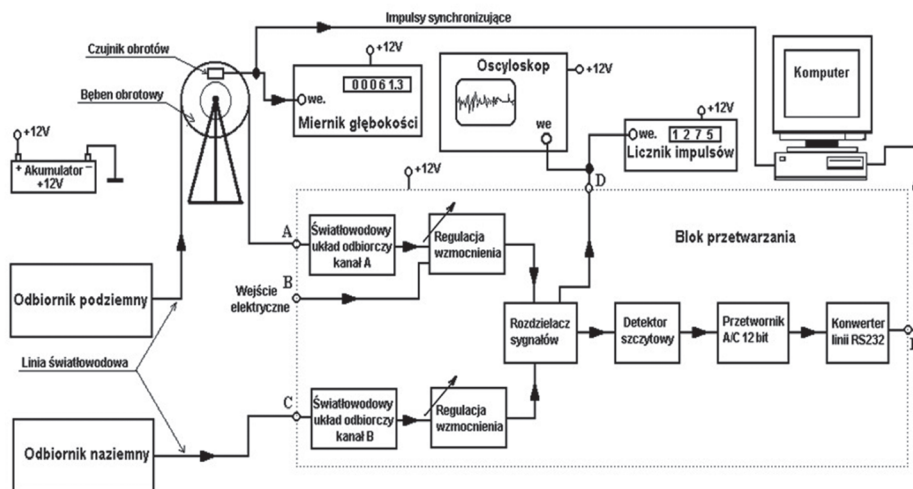 Impulsy synchronizujące
Czujnik obrotów
Bęben obrotowy
+12V
+ Akumulator −
+12V
+12V
we.
00061.3
Miernik głębokości
Oscyloskop
+12V
we
+12V
we.
1275
Licznik impulsów
Komputer
+12V
D
Blok przetwarzania
A
Światłowodowy
układ odbiorczy
kanał A
Regulacja
wzmocnienia
B
Wejście
elektryczne
Odbiornik podziemny
Linia światłowodowa
Rozdzielacz
sygnałów
Detektor
szczytowy
Przetwornik
A/C 12 bit
Konwerter
linii RS232
C
Światłowodowy
układ odbiorczy
kanał B
Regulacja
wzmocnienia
Odbiornik naziemny